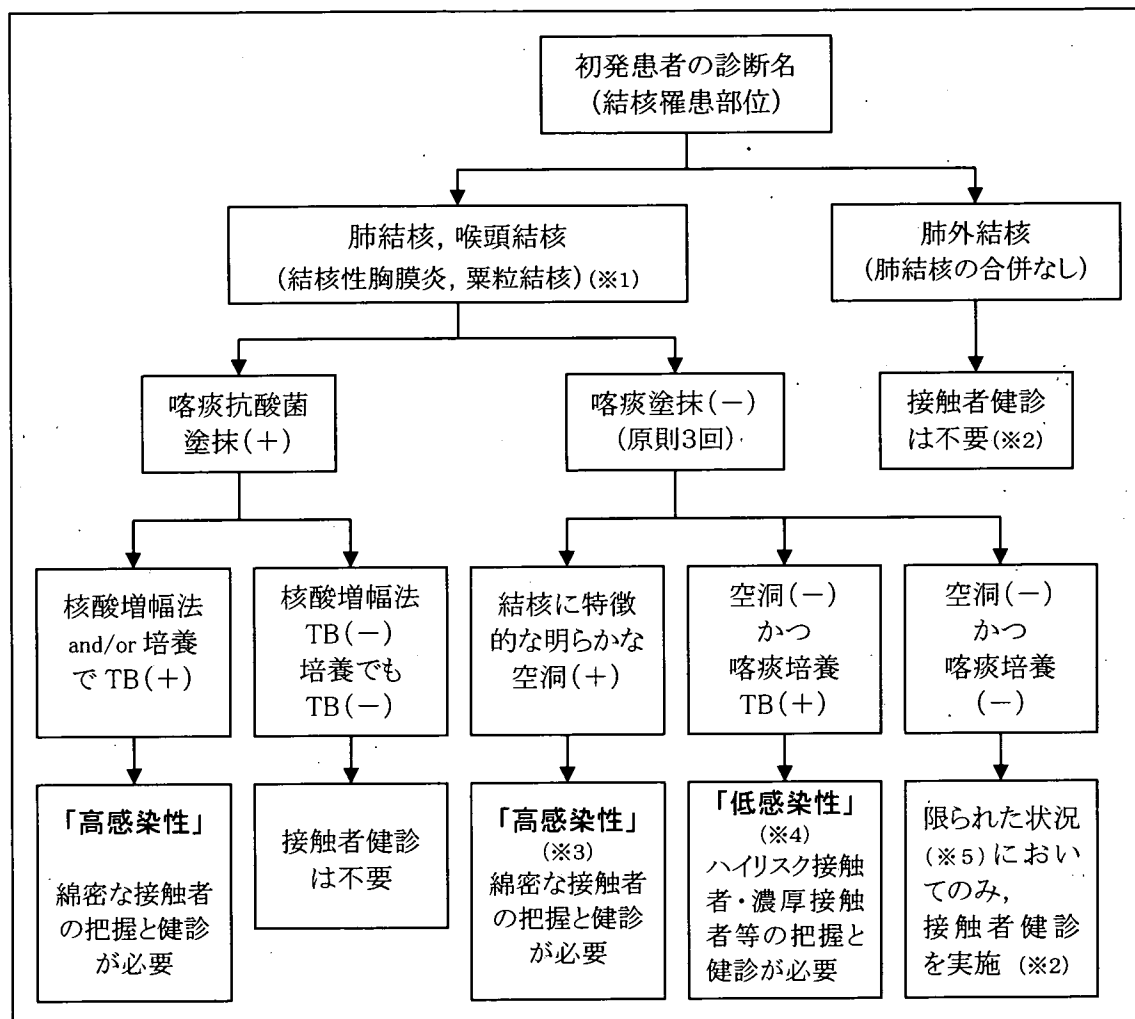 初発患者の診断名
(結核罹患部位)
肺結核，喉頭結核
(結核性胸膜炎，粟粒結核)(※1)
肺外結核
(肺結核の合併なし)
喀痰抗酸菌
塗抹(+)
喀痰塗抹(−)
(原則3回)
接触者健診
は不要(※2)
核酸増幅法
and/or 培養
で TB(+)
核酸増幅法
TB(−)
培養でも
TB(−)
結核に特徴
的な明らかな
空洞(+)
空洞(−)
かつ
喀痰培養
TB(+)
空洞(−)
かつ
喀痰培養
(−)
「高感染性」
綿密な接触者
の把握と健診
が必要
接触者健診
は不要
「高感染性」
(※3)
綿密な接触者
の把握と健診
が必要
「低感染性」
(※4)
ハイリスク接触
者・濃厚接触
者等の把握と
健診が必要
限られた状況
(※5)におい
てのみ，
接触者健診
を実施 (※2)